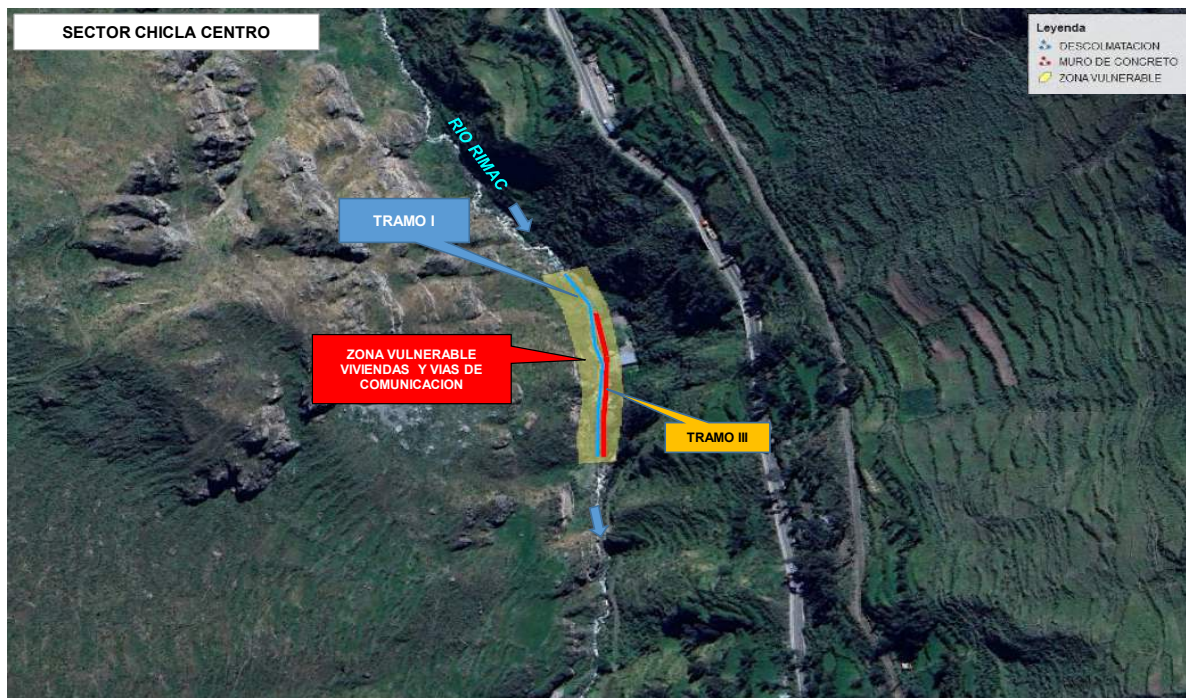 SECTOR CHICLA CENTRO
Leyenda
DESCOLMATACION
MURO DE CONCRETO
ZONA VULNERABLE
RIO RIMAC
TRAMO I
ZONA VULNERABLE
VIVIENDAS Y VIAS DE
COMUNICACION
TRAMO III